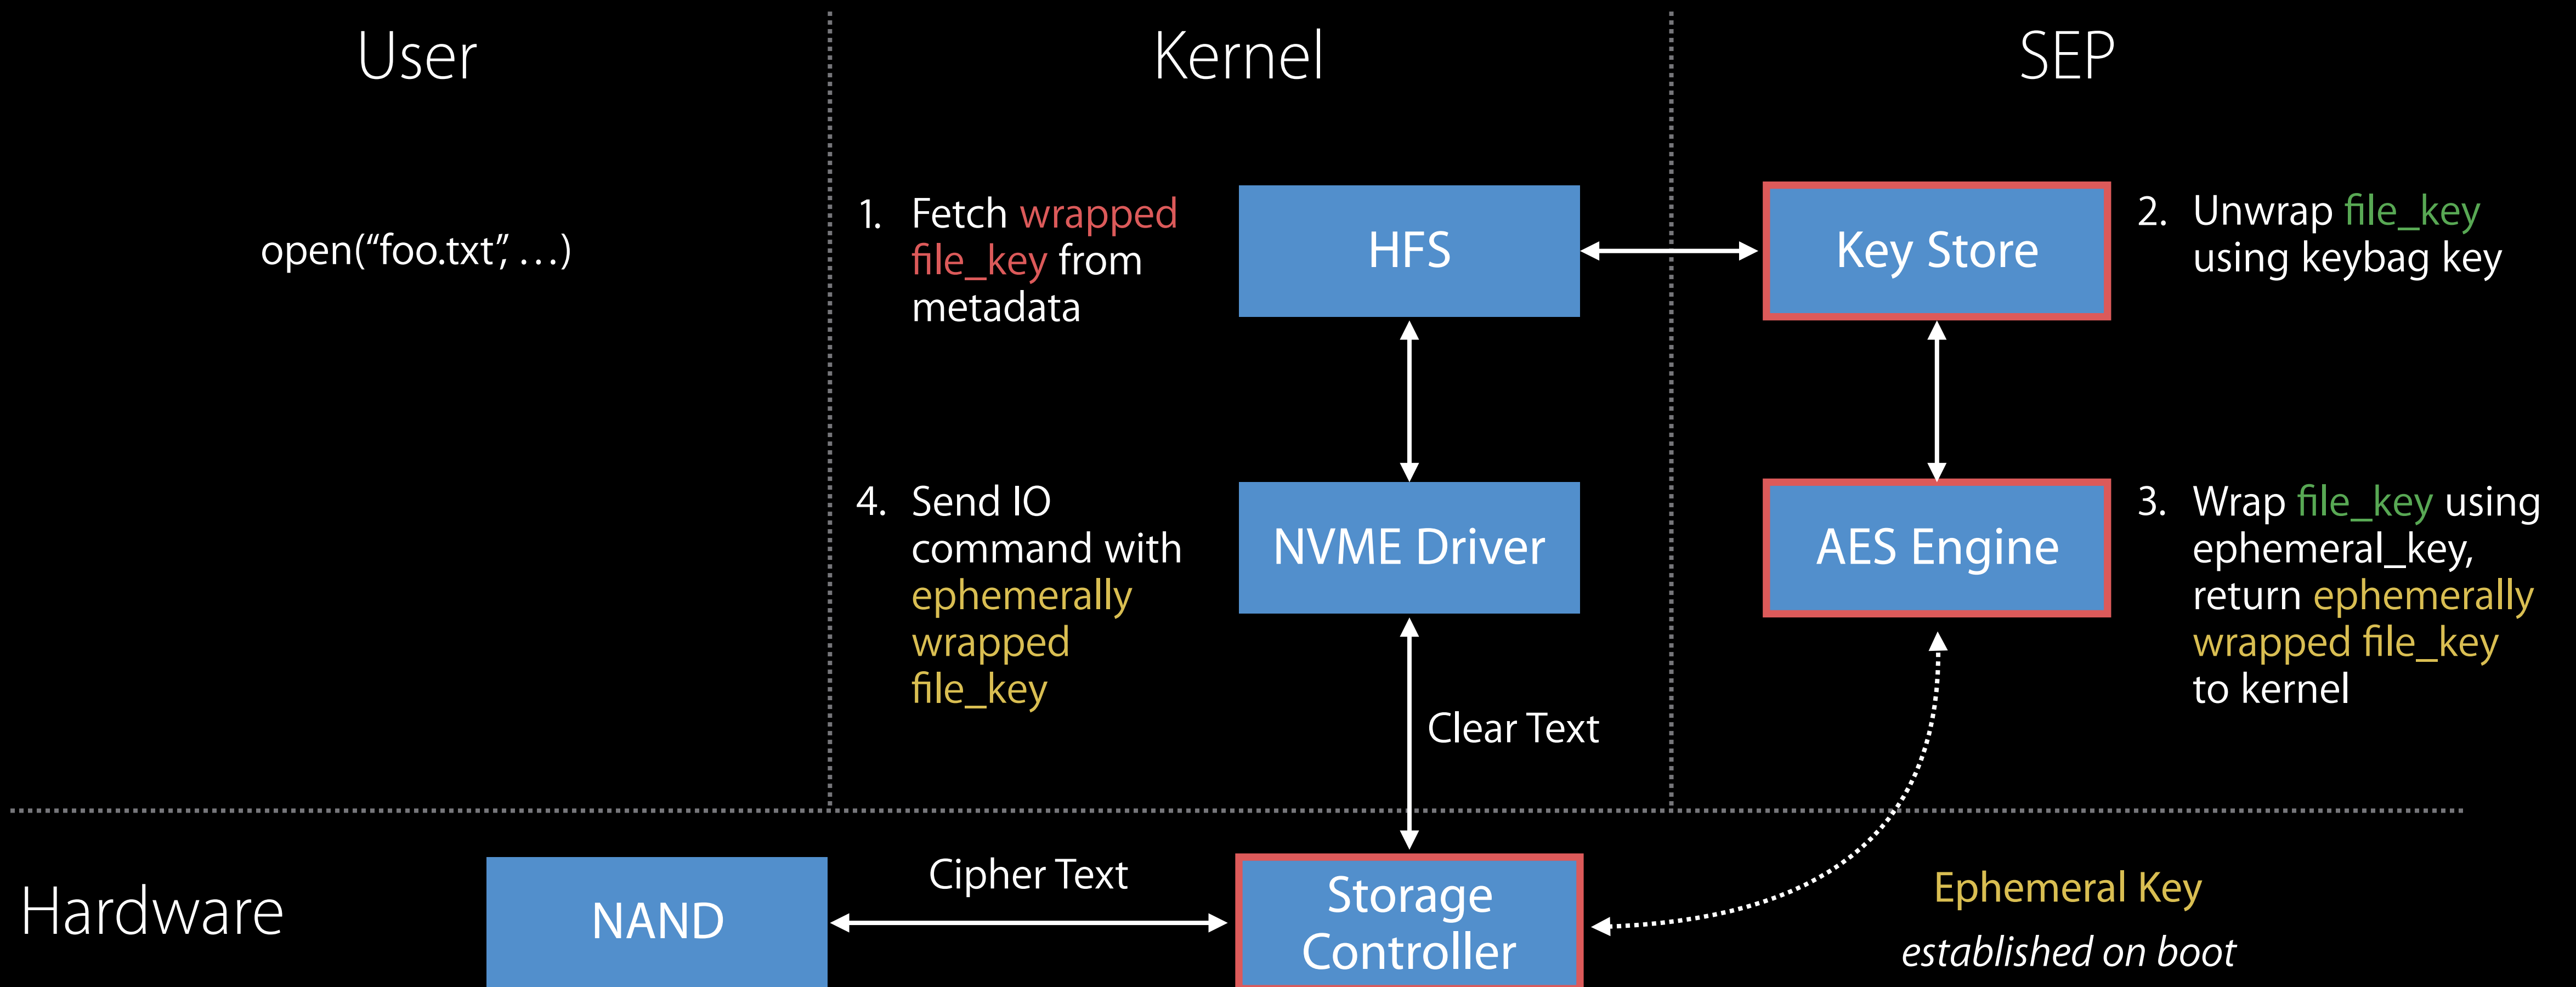 User
Kernel
SEP
open(“foo.txt”, …)
1. Fetch wrapped
file_key from
metadata
HFS
Key Store
2. Unwrap file_key
using keybag key
4. Send IO
command with
ephemerally
wrapped
file_key
NVME Driver
AES Engine
3. Wrap file_key using
ephemeral_key,
return ephemerally
wrapped file_key
to kernel
Clear Text
Hardware
NAND
Cipher Text
Storage
Controller
Ephemeral Key
established on boot